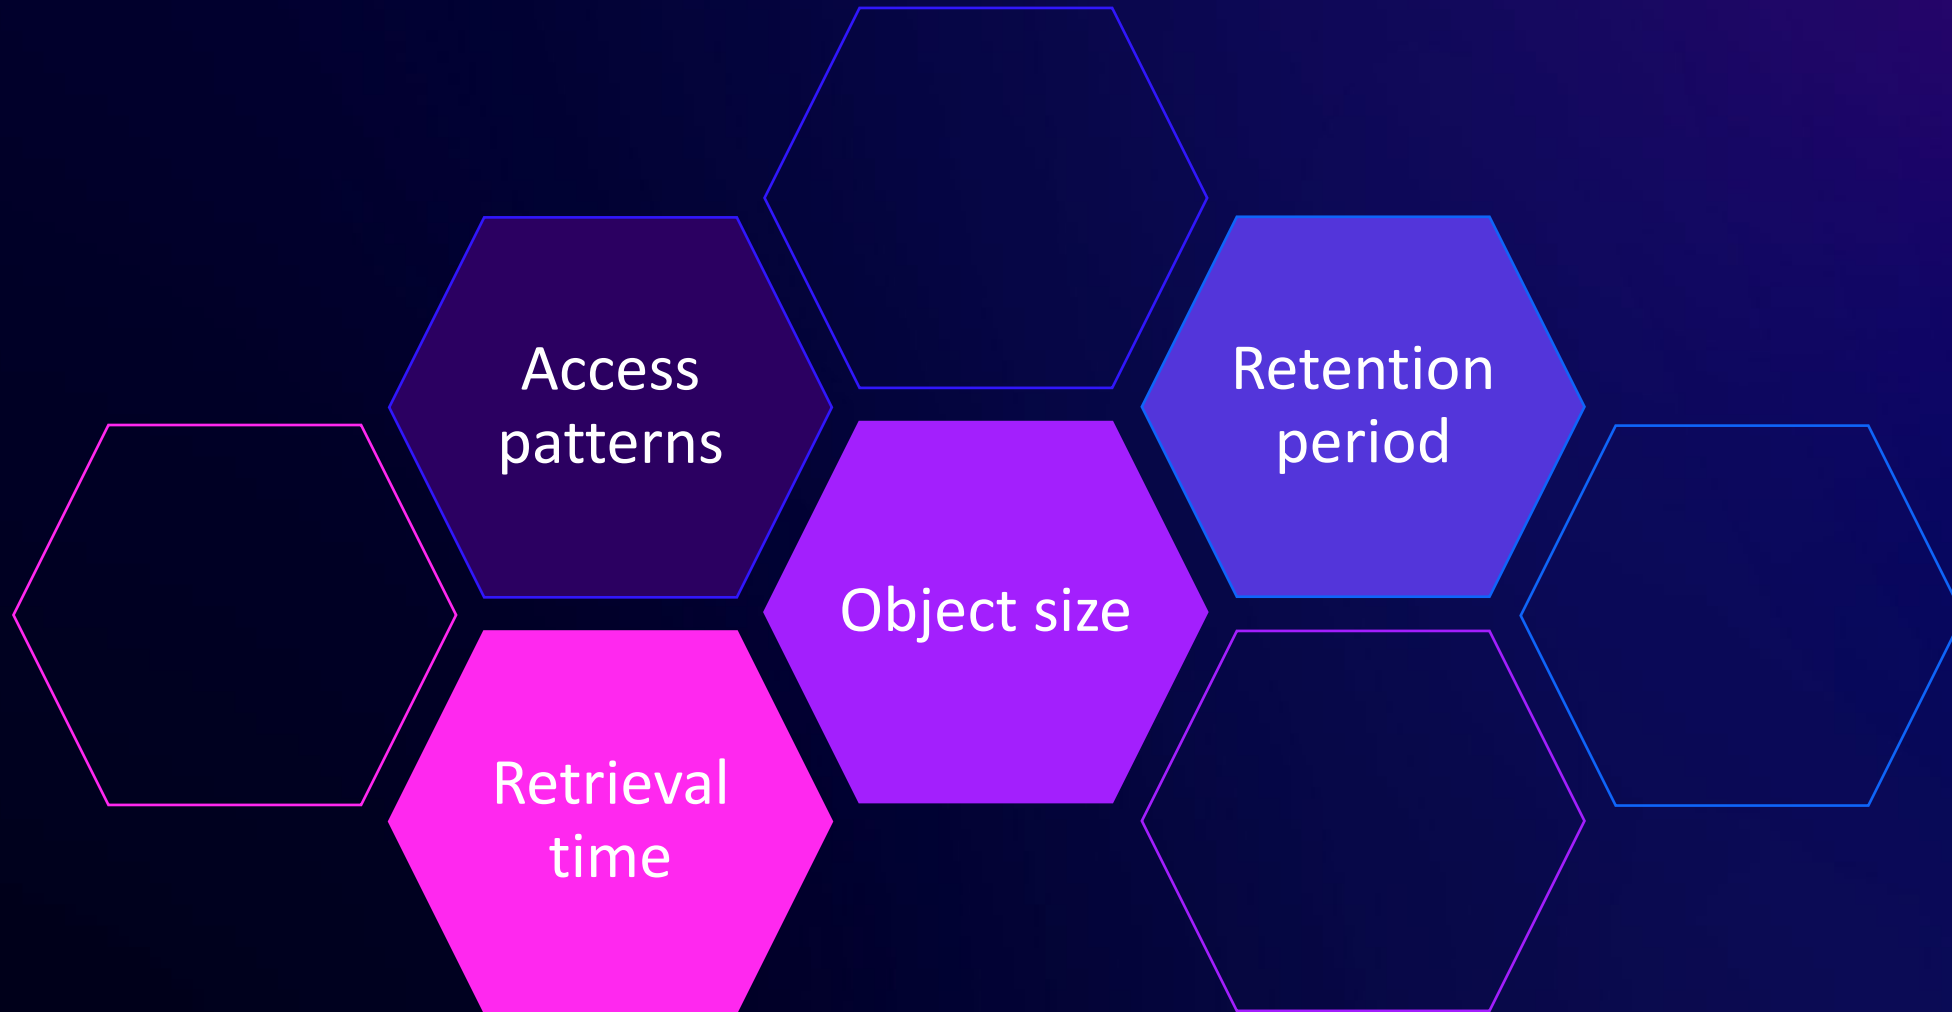 Access
patterns
Retention
period
Object size
Retrieval
time